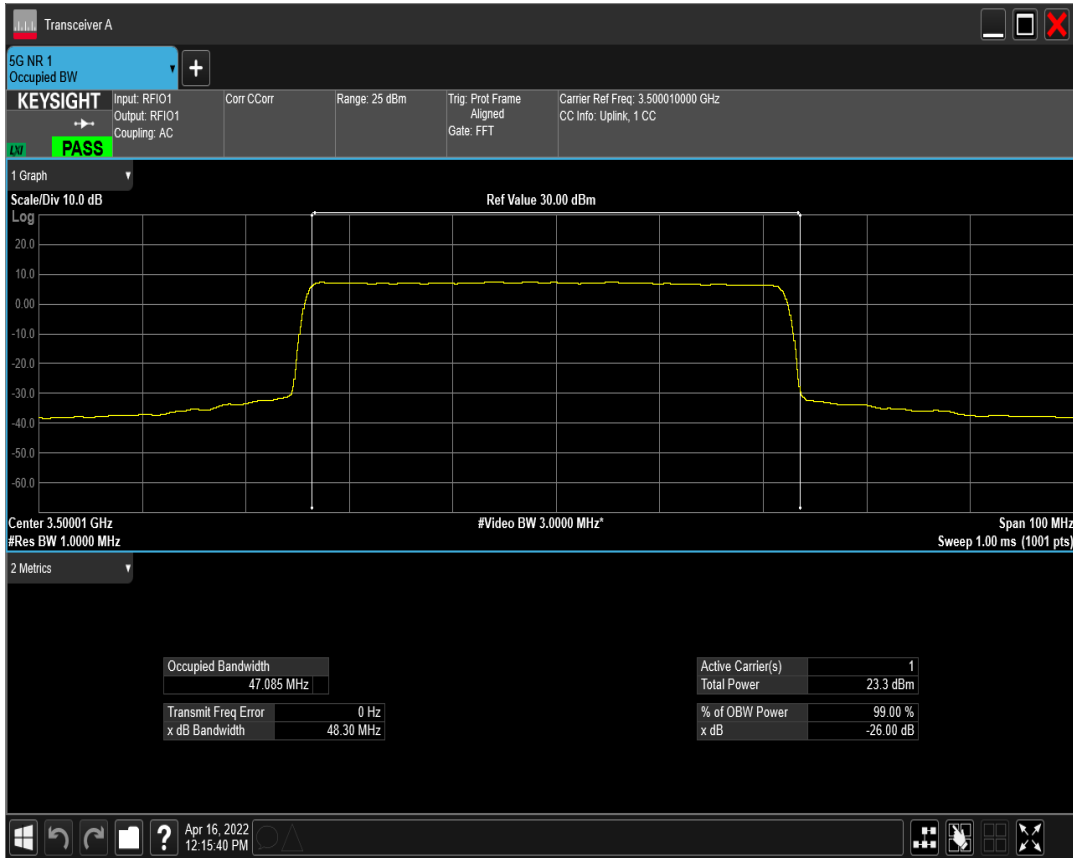 Transceiver A
5G NR 1
Occupied BW
KEYSIGHT
LXI
PASS
Input: RFIO1
Output: RFIO1
Coupling: AC
Corr CCorr
Range: 25 dBm
Trig: Prot Frame
Aligned
Gate: FFT
Carrier Ref Freq: 3.500010000 GHz
CC Info: Uplink, 1 CC
1 Graph
Scale/Div 10.0 dB
Ref Value 30.00 dBm
Log
20.0
10.0
0.00
-10.0
-20.0
-30.0
-40.0
-50.0
-60.0
Center 3.50001 GHz
#Video BW 3.0000 MHz*
Span 100 MHz
#Res BW 1.0000 MHz
Sweep 1.00 ms (1001 pts)
2 Metrics
Occupied Bandwidth
47.085 MHz
Transmit Freq Error 0 Hz
x dB Bandwidth 48.30 MHz
Active Carrier(s) 1
Total Power 23.3 dBm
% of OBW Power 99.00 %
x dB -26.00 dB
?
Apr 16, 2022
12:15:40 PM